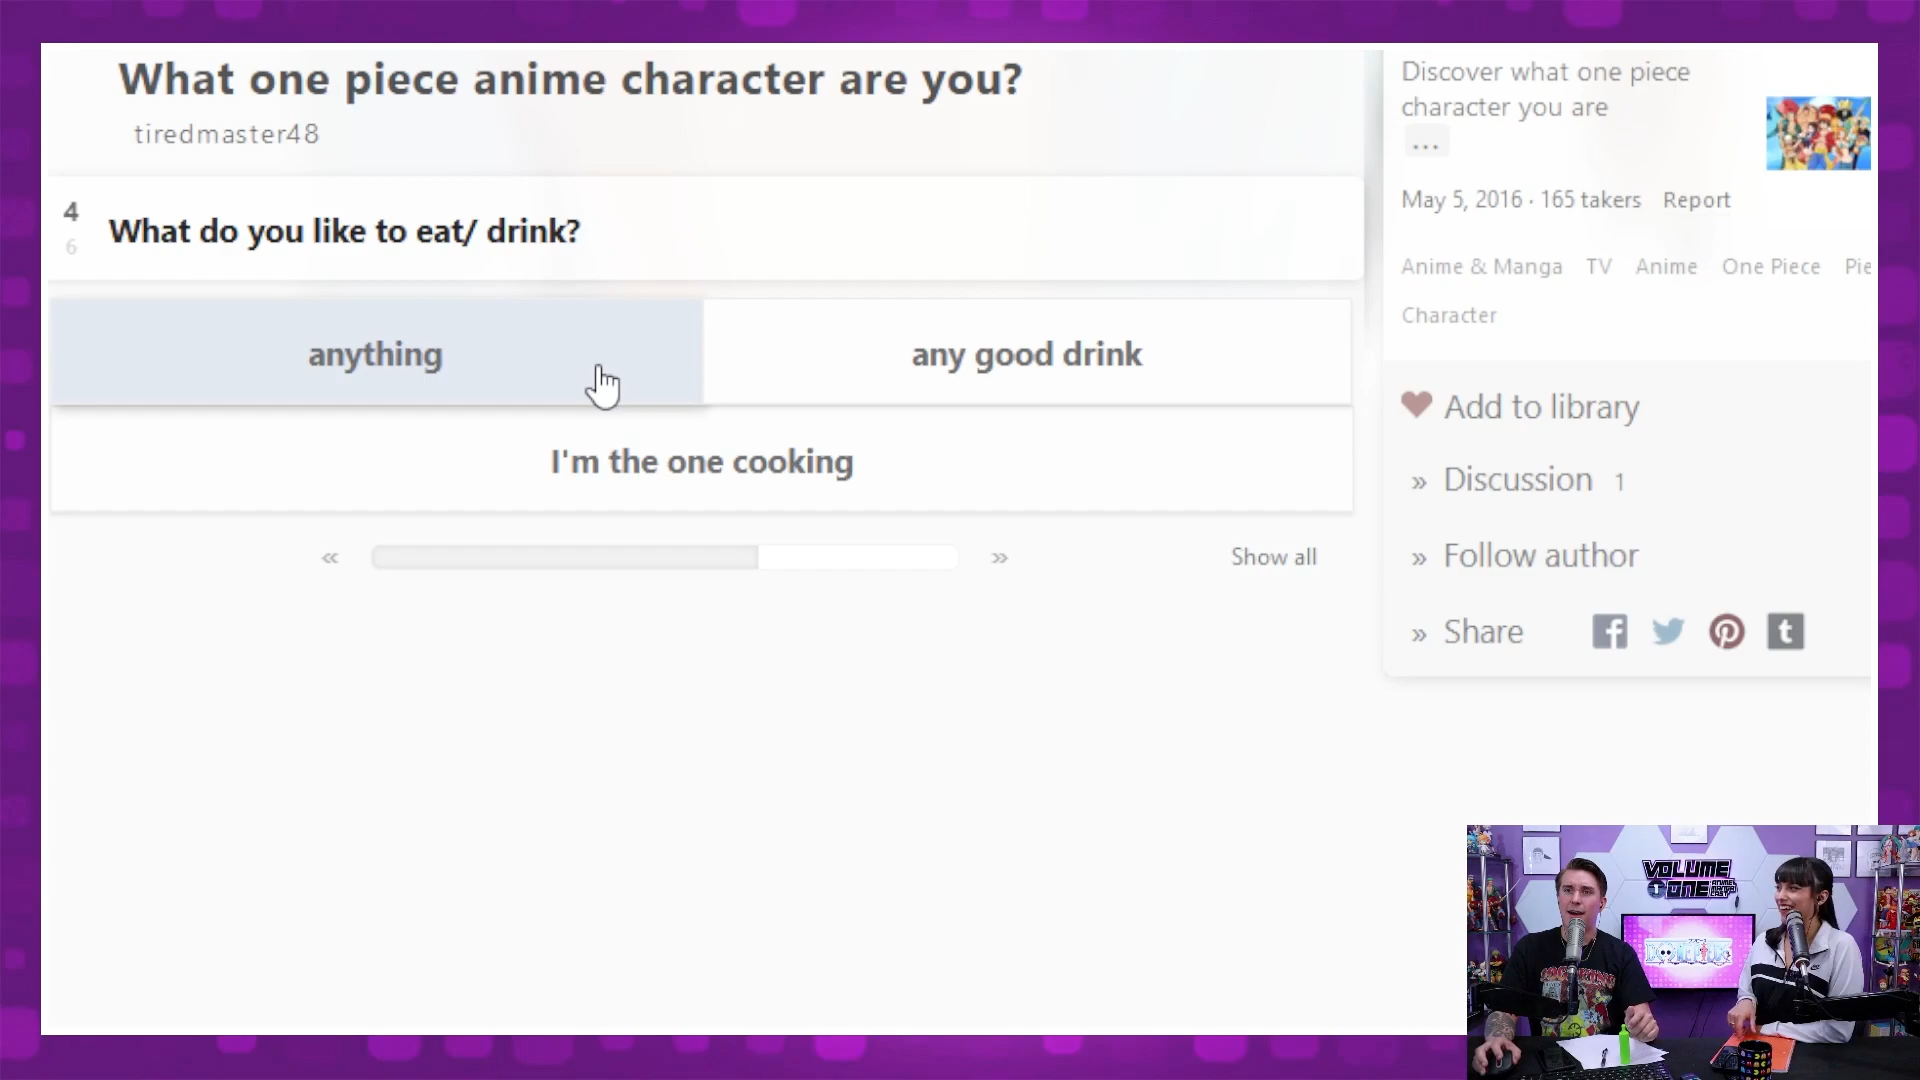 What one piece anime character are you?
tiredmaster48
4
6
What do you like to eat/ drink?
anything
any good drink
I'm the one cooking
«
»
Show all
Discover what one piece
character you are
...
May 5, 2016 · 165 takers Report
Anime & Manga TV Anime One Piece Pie
Character
Add to library
» Discussion 1
» Follow author
» Share
VOLUME
ONE